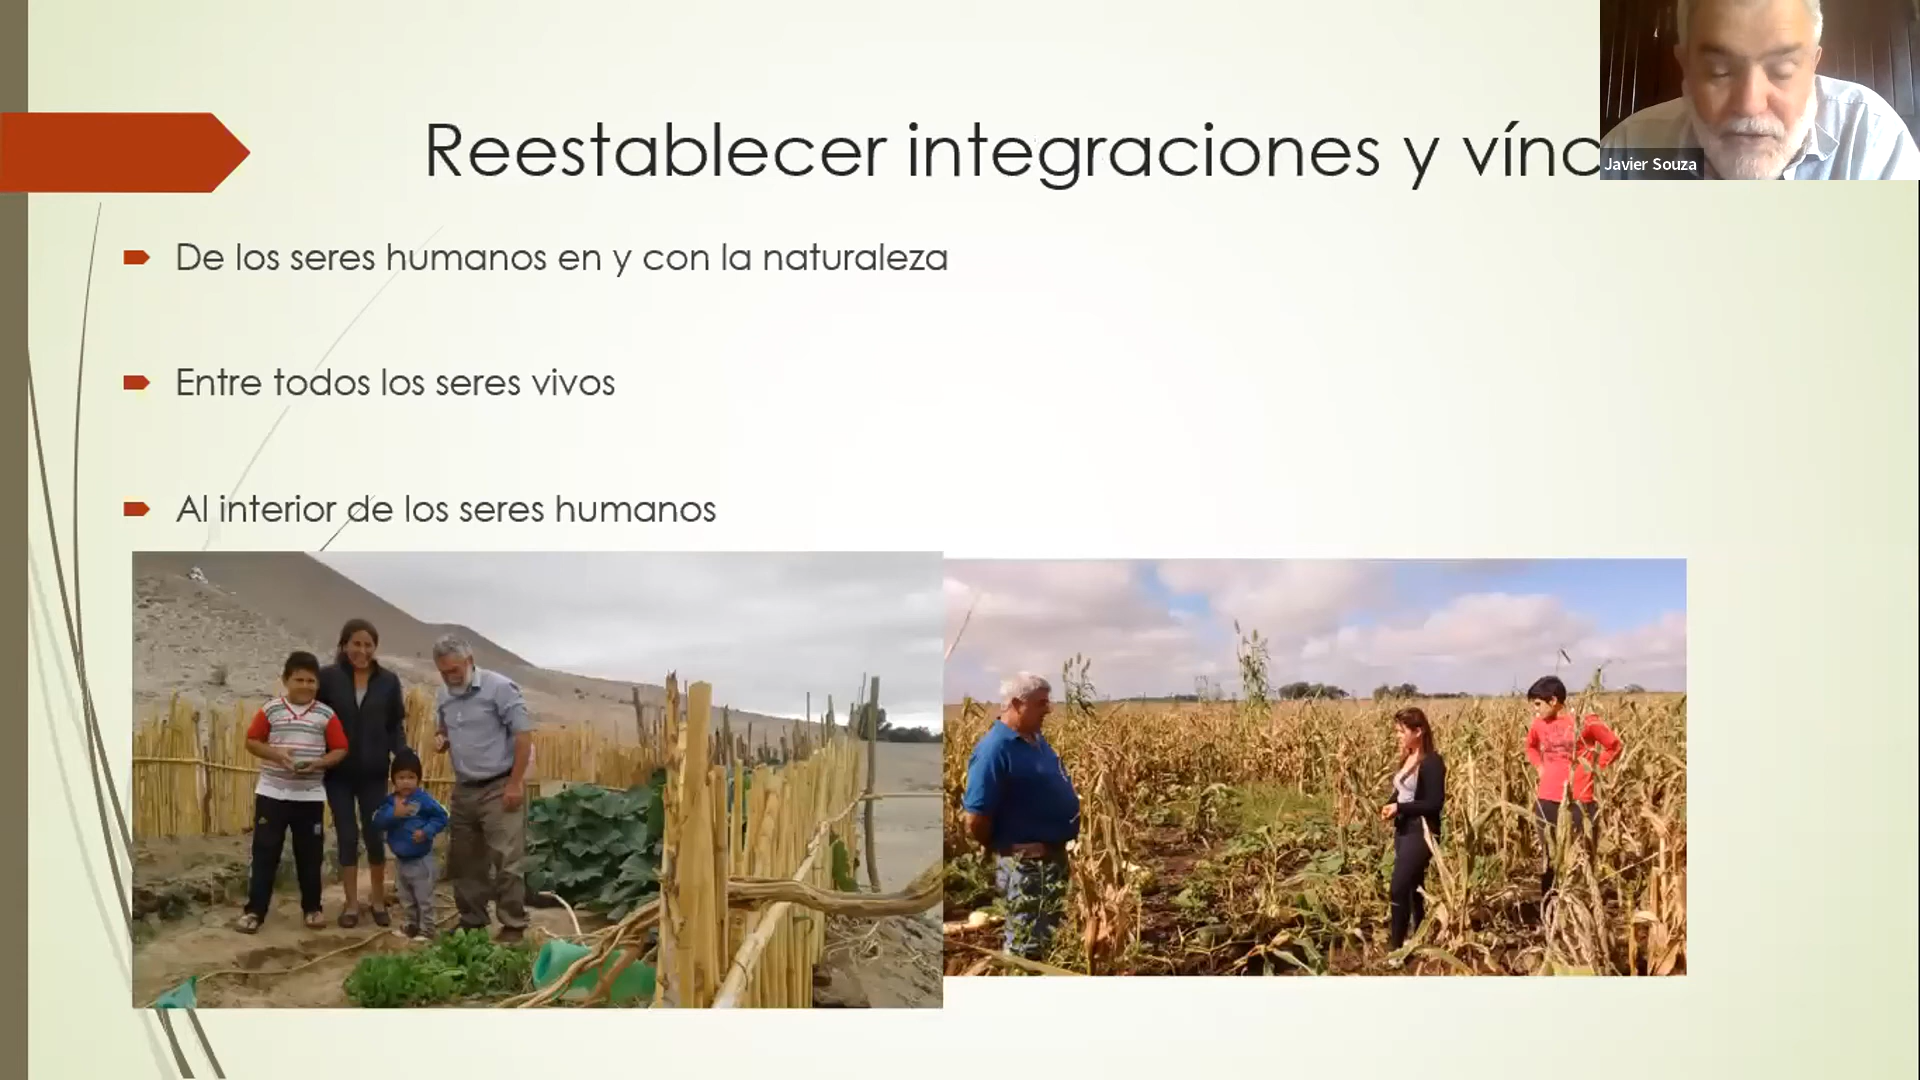 Reestablecer integraciones y vínc
Javier Souza
De los seres humanos en y con la naturaleza
Entre todos los seres vivos
Al interior de los seres humanos